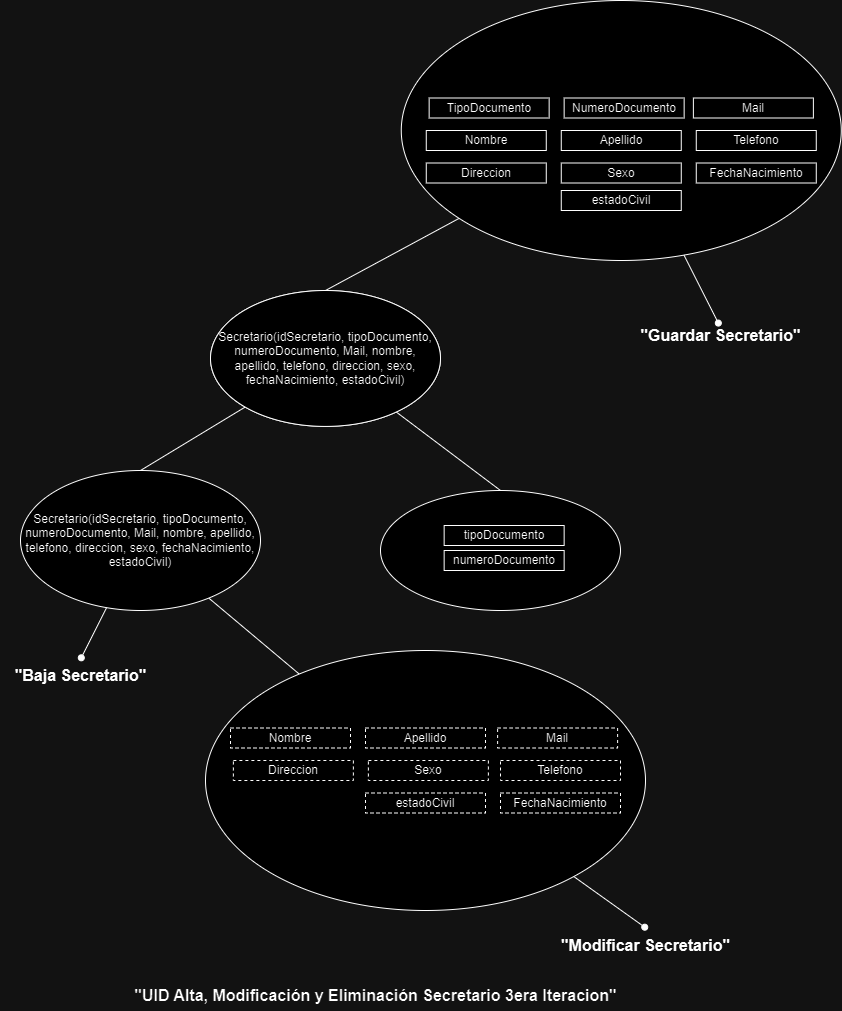 TipoDocumento
NumeroDocumento
Mail
Nombre
Apellido
Telefono
Direccion
Sexo
FechaNacimiento
estadoCivil
"Guardar Secretario"
Secretario(idSecretario, tipoDocumento,
numeroDocumento, Mail, nombre,
apellido, telefono, direccion, sexo,
fechaNacimiento, estadoCivil)
Secretario(idSecretario, tipoDocumento,
numeroDocumento, Mail, nombre, apellido,
telefono, direccion, sexo, fechaNacimiento,
estadoCivil)
tipoDocumento
numeroDocumento
"Baja Secretario"
Nombre
Apellido
Mail
Direccion
Sexo
Telefono
estadoCivil
FechaNacimiento
"Modificar Secretario"
"UID Alta, Modificación y Eliminación Secretario 3era Iteracion"